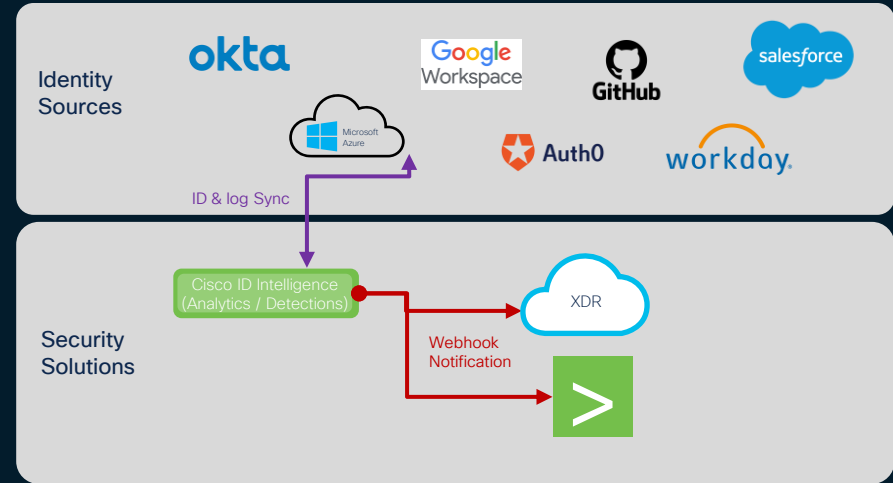 Identity
Sources
okta
Google
Workspace
GitHub
salesforce
Microsoft
Azure
Auth0
workday.
ID & log Sync
Security
Solutions
Cisco ID Intelligence
(Analytics / Detections)
XDR
Webhook
Notification
>